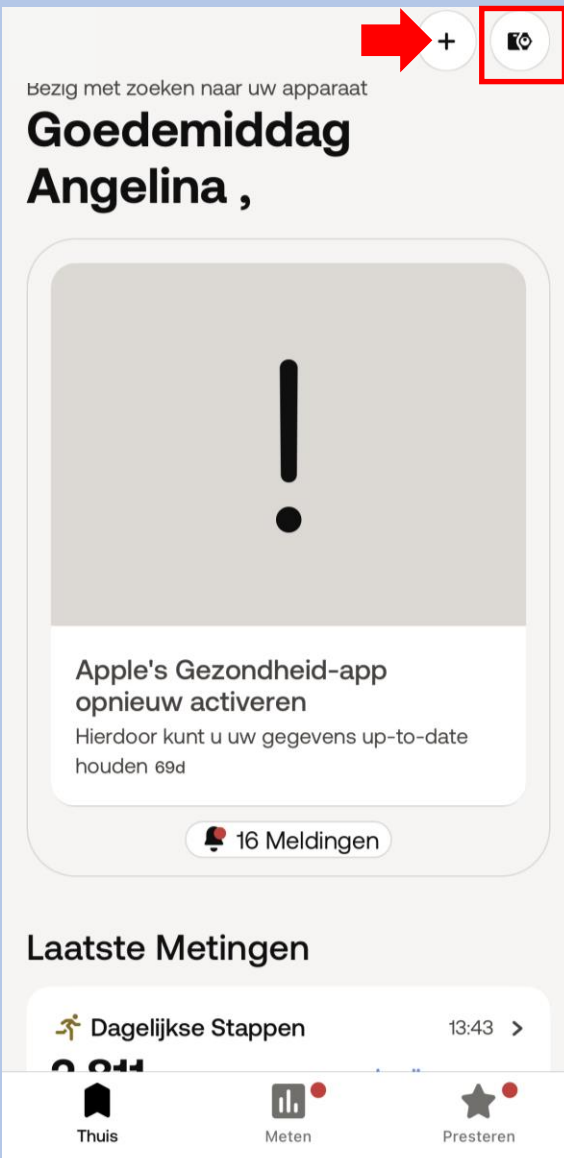 Bezig met zoeken naar uw apparaat
Goedemiddag
Angelina ,
Apple's Gezondheid-app
opnieuw activeren
Hierdoor kunt u uw gegevens up-to-date
houden 69d
16 Meldingen
Laatste Metingen
Dagelijkse Stappen 13:43
Thuis Meten Presteren